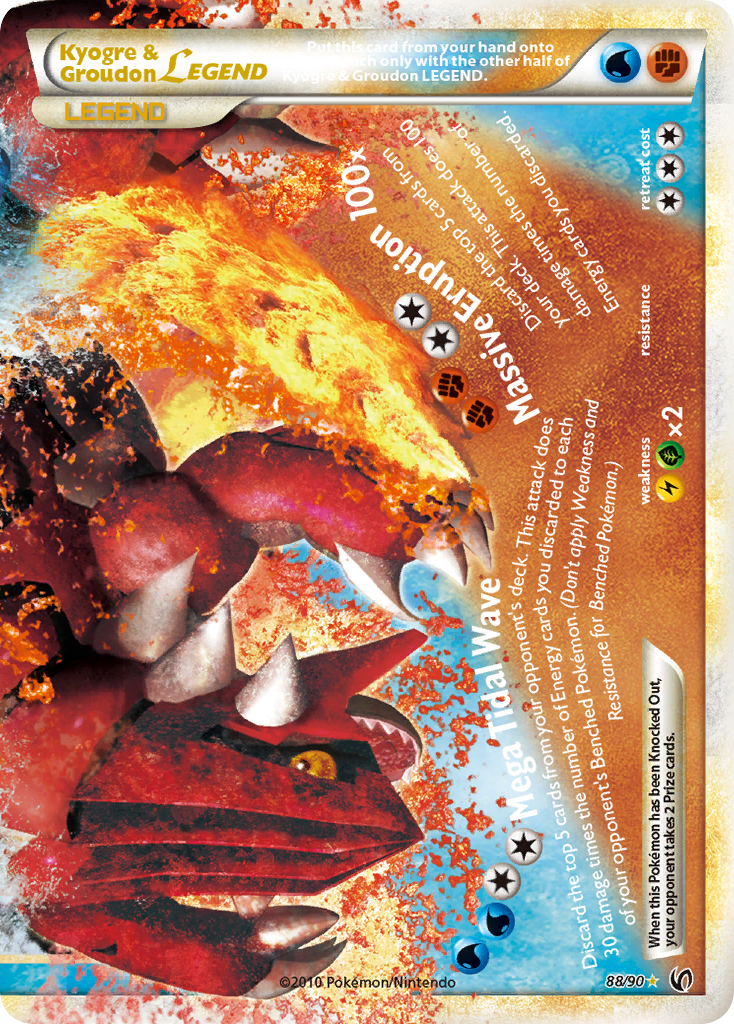 Kyogre &
Groudon LEGEND
LEGEND
Put this card from your hand onto
ch only with the other half of
Kyogre & Groudon LEGEND.
Mega Tidal Wave
Discard the top 5 cards from your opponent's deck. This attack does
30 damage times the number of Energy cards you discarded to each
of your opponent's Benched Pokémon. (Don't apply Weakness and
Resistance for Benched Pokémon.)
Massive Eruption 100×
Discard the top 5 cards from
your deck. This attack does 100
damage times the number of
Energy cards you discarded.
When this Pokémon has been Knocked Out,
your opponent takes 2 Prize cards.
weakness
×2
resistance
retreat cost
©2010 Pokémon/Nintendo
88/90